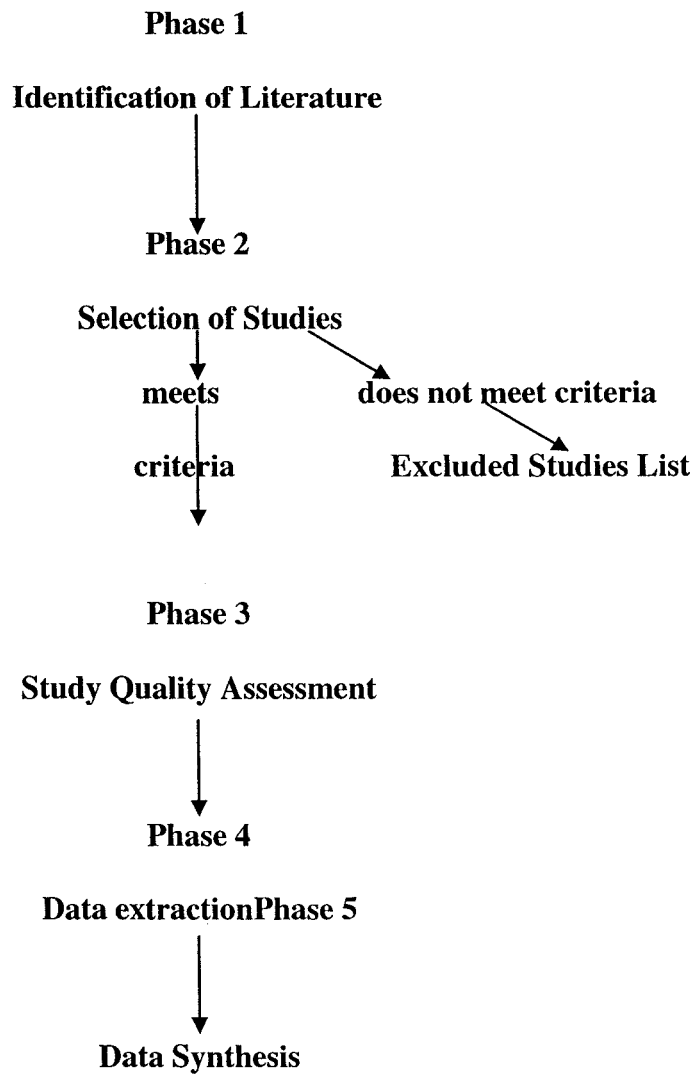 Phase 1
Identification of Literature
Phase 2
Selection of Studies
meets does not meet criteria
criteria Excluded Studies List
Phase 3
Study Quality Assessment
Phase 4
Data extractionPhase 5
Data Synthesis